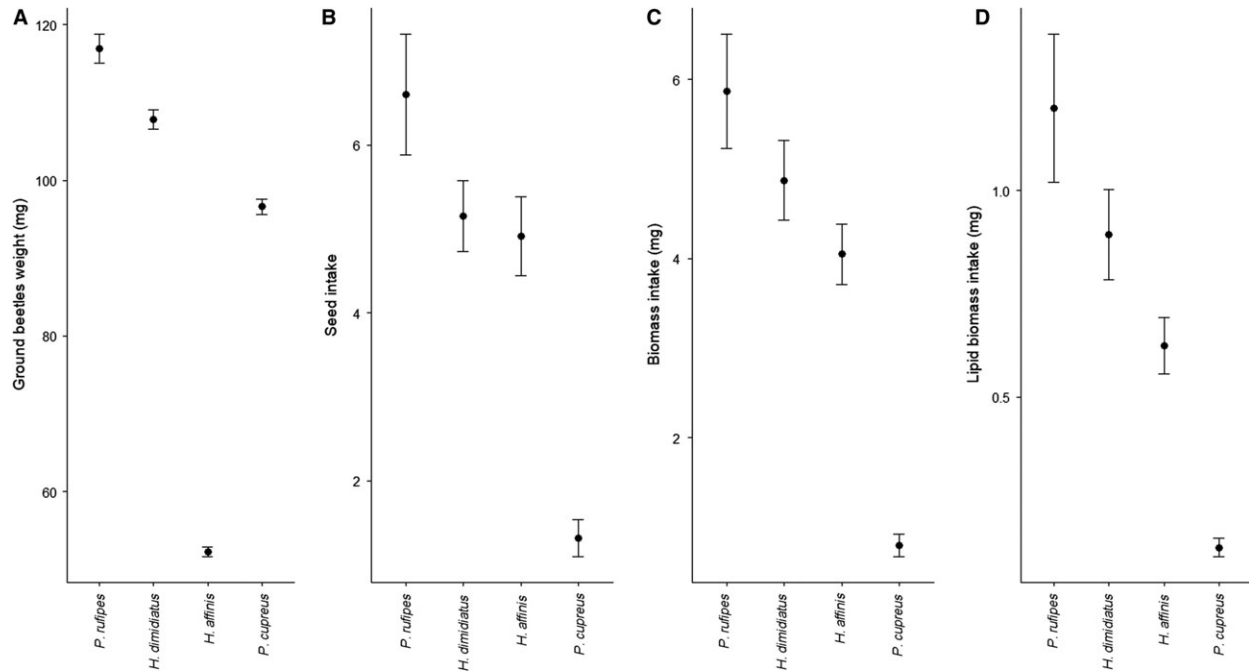 A
Ground beetles weight (mg)
120
100
80
60
P. rufipes
H. dimidiatus
H. affinis
P. cupreus
B
Seed intake
6
4
2
P. rufipes
H. dimidiatus
H. affinis
P. cupreus
C
Biomass intake (mg)
6
4
2
P. rufipes
H. dimidiatus
H. affinis
P. cupreus
D
Lipid biomass intake (mg)
1.0
0.5
P. rufipes
H. dimidiatus
H. affinis
P. cupreus